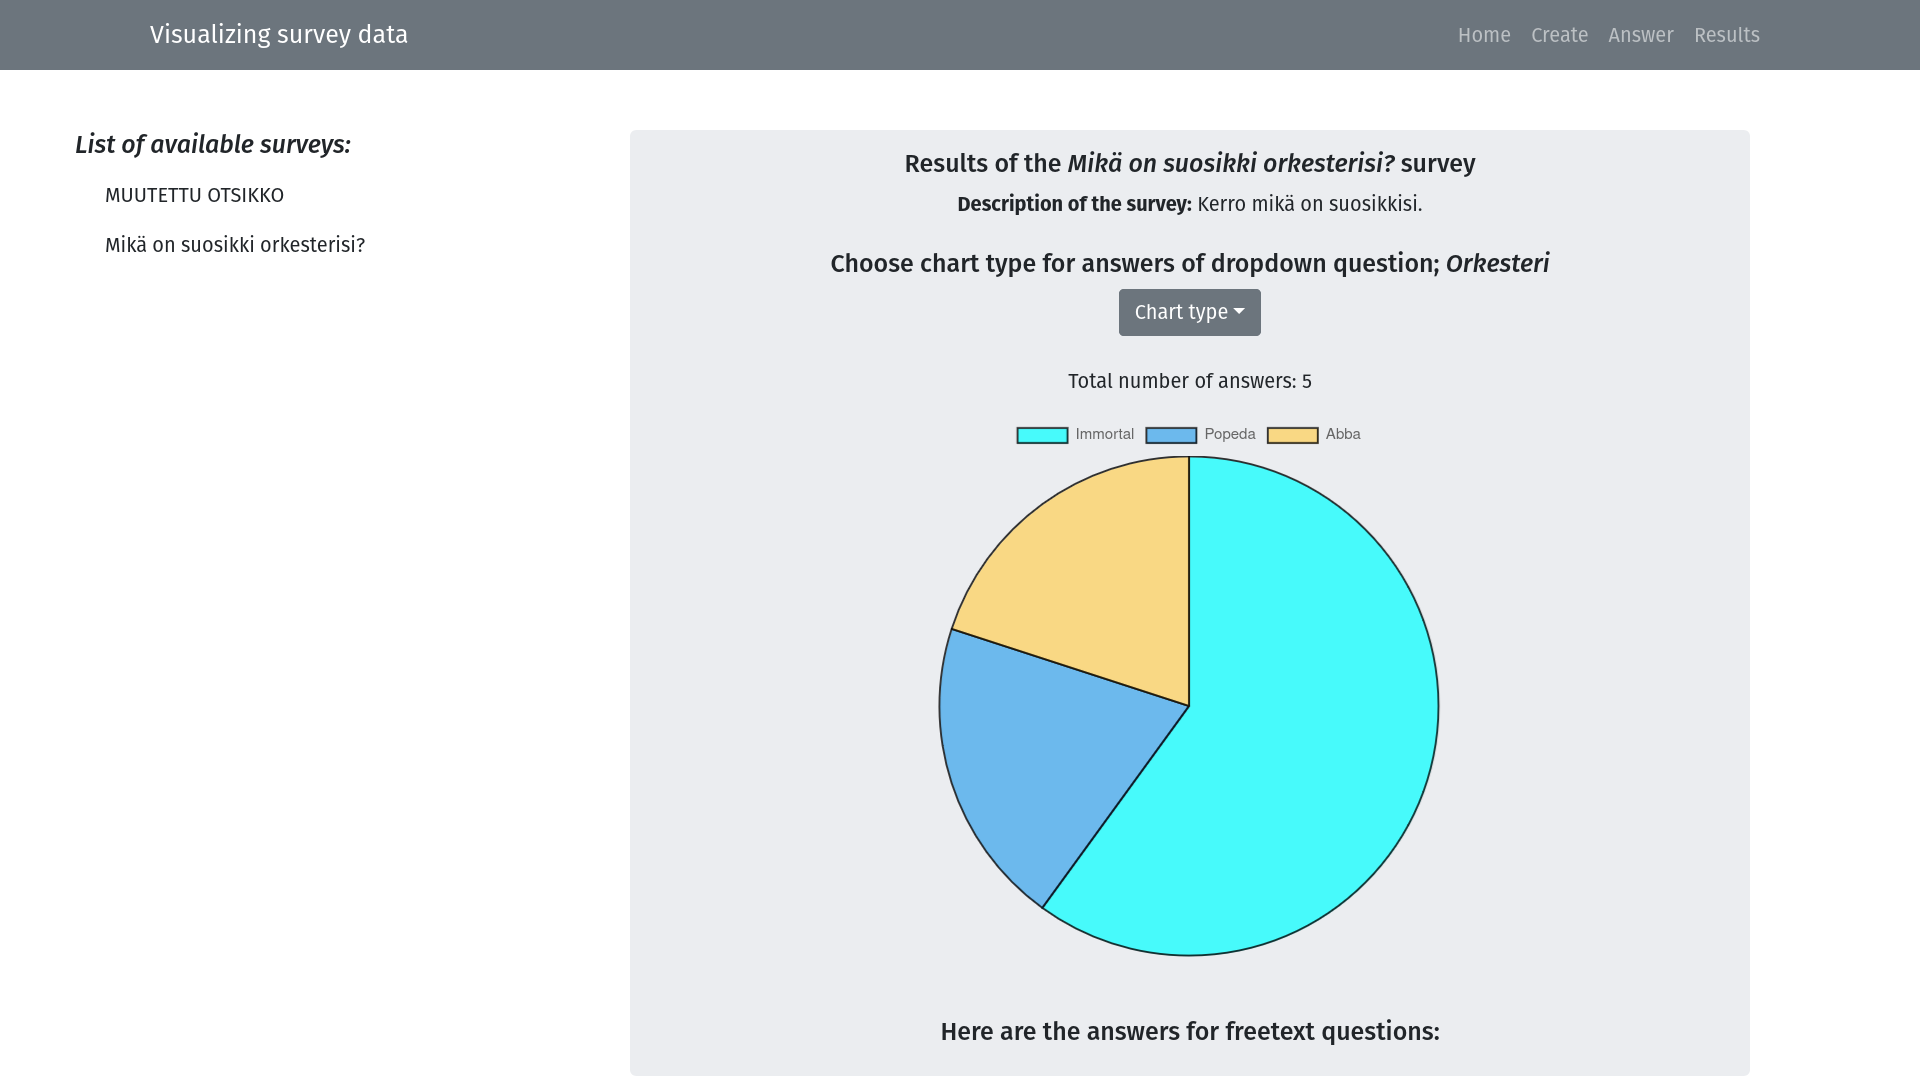 Visualizing survey data
Home Create Answer Results
List of available surveys:
MUUTETTU OTSIKKO
Mikä on suosikki orkesterisi?
Results of the Mikä on suosikki orkesterisi? survey
Description of the survey: Kerro mikä on suosikkisi.
Choose chart type for answers of dropdown question; Orkesteri
Chart type
Total number of answers: 5
Immortal Popeda Abba
Here are the answers for freetext questions: